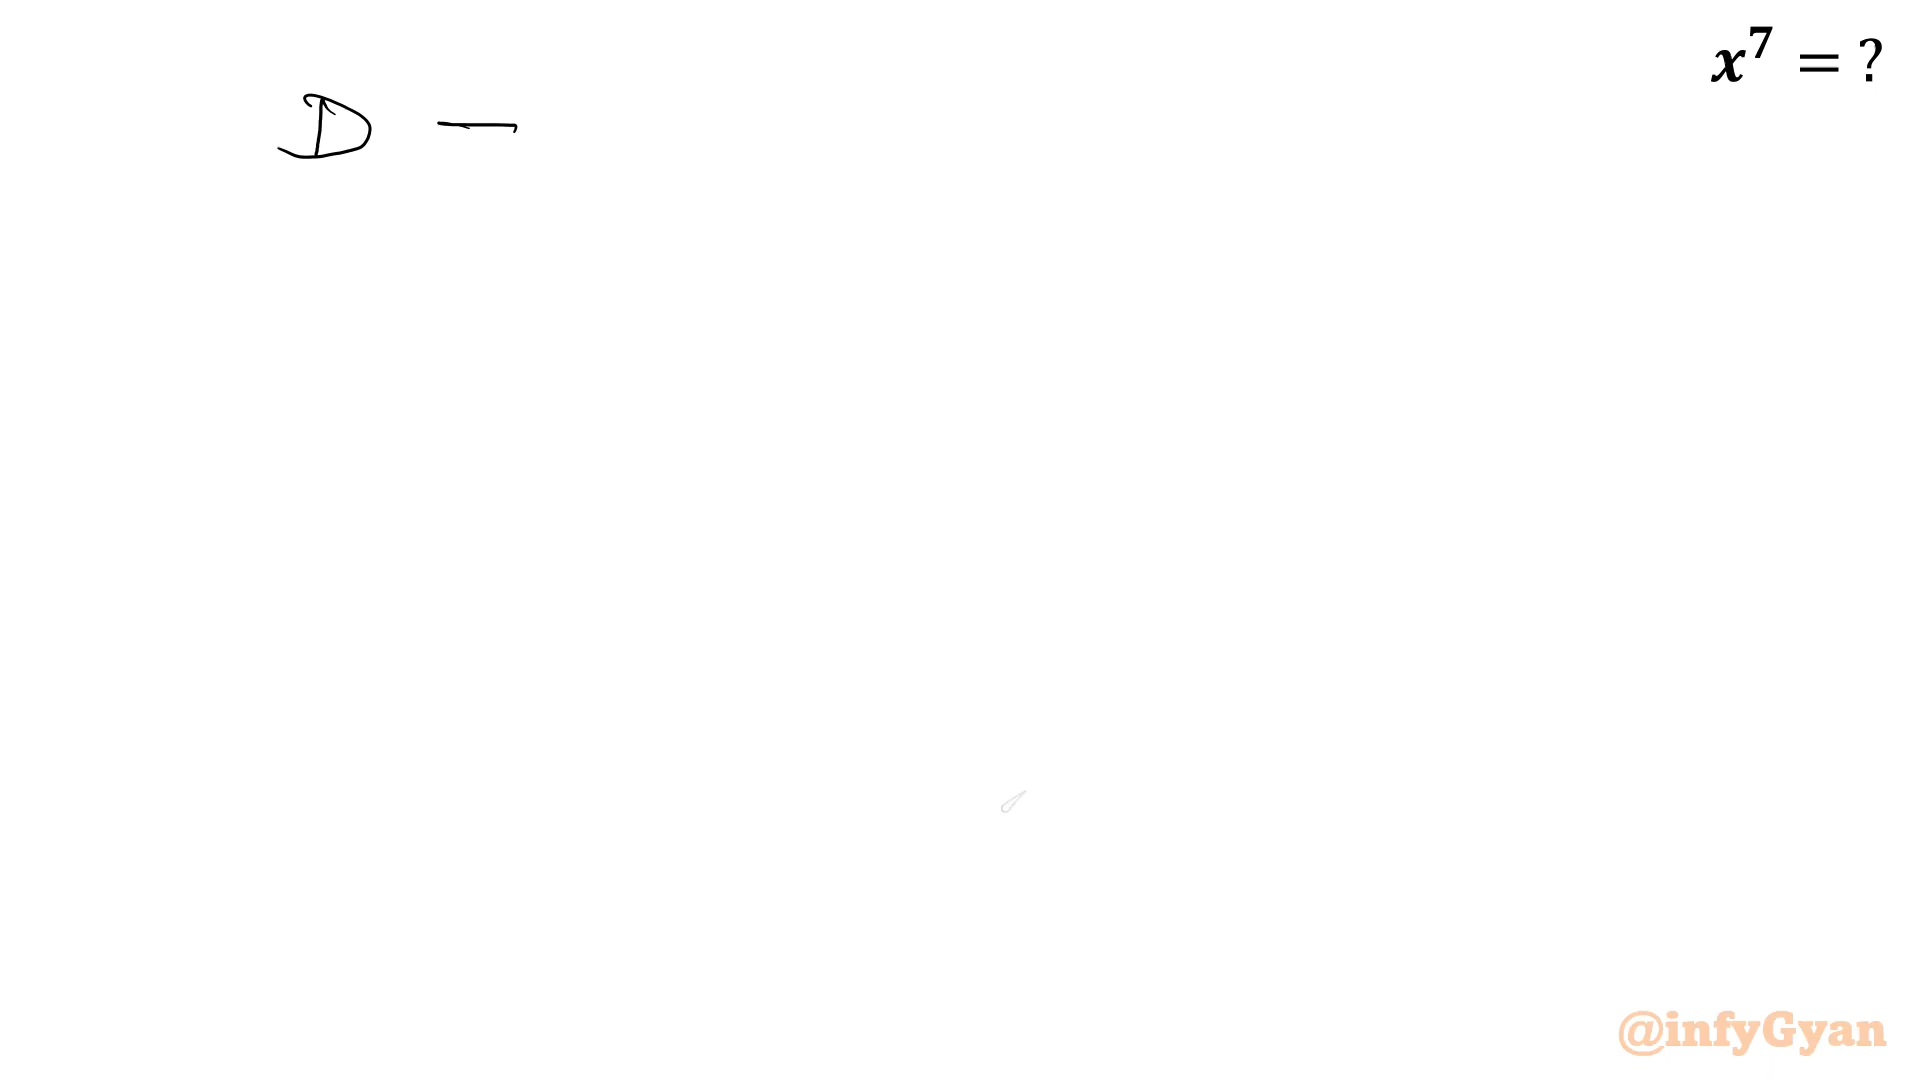 x⁷ = ?
D —
@infyGyan